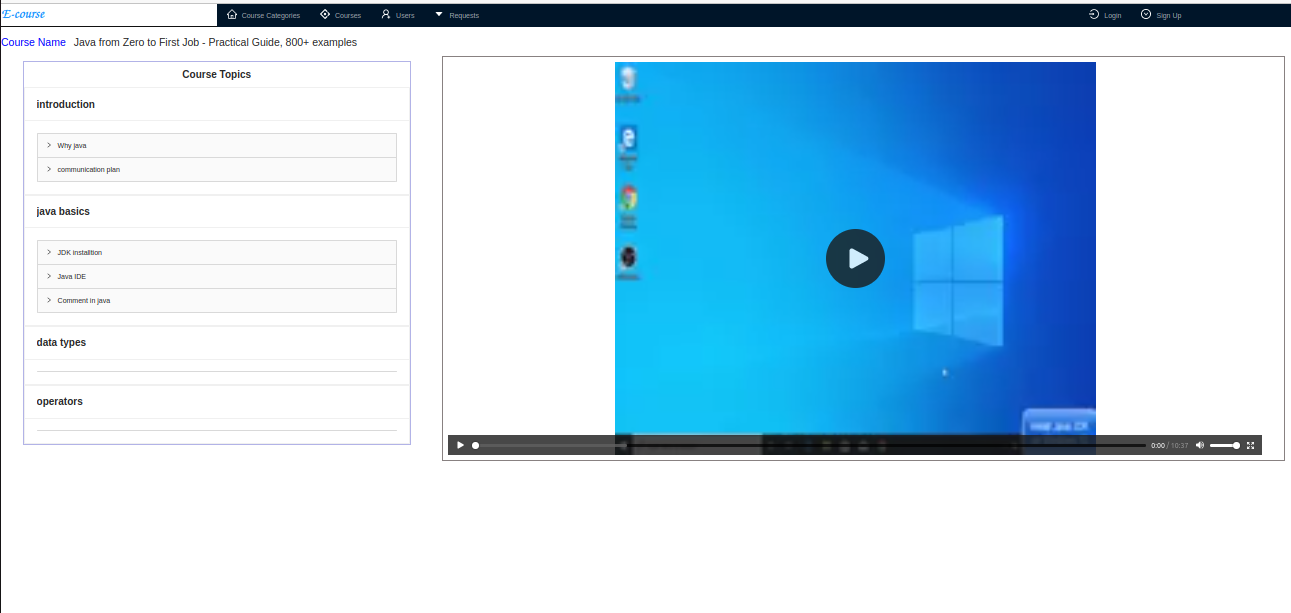 E-course
Course Categories
Courses
Users
Requests
Login
Sign Up
Course Name Java from Zero to First Job - Practical Guide, 800+ examples
Course Topics
introduction
Why java
communication plan
java basics
JDK installtion
Java IDE
Comment in java
data types
operators
0:00 / 10:37